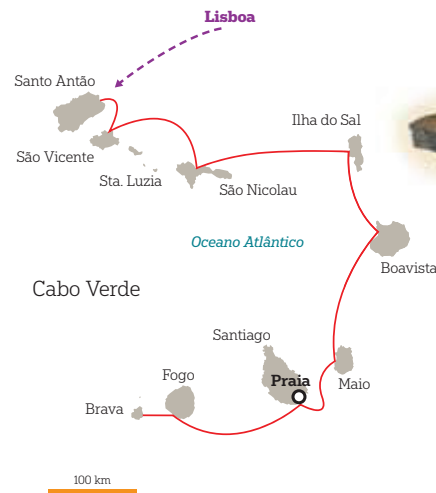 Lisboa
Santo Antão
Ilha do Sal
São Vicente
Sta. Luzia
São Nicolau
Oceano Atlântico
Boavista
Cabo Verde
Santiago
Praia
Maio
Fogo
Brava
100 km